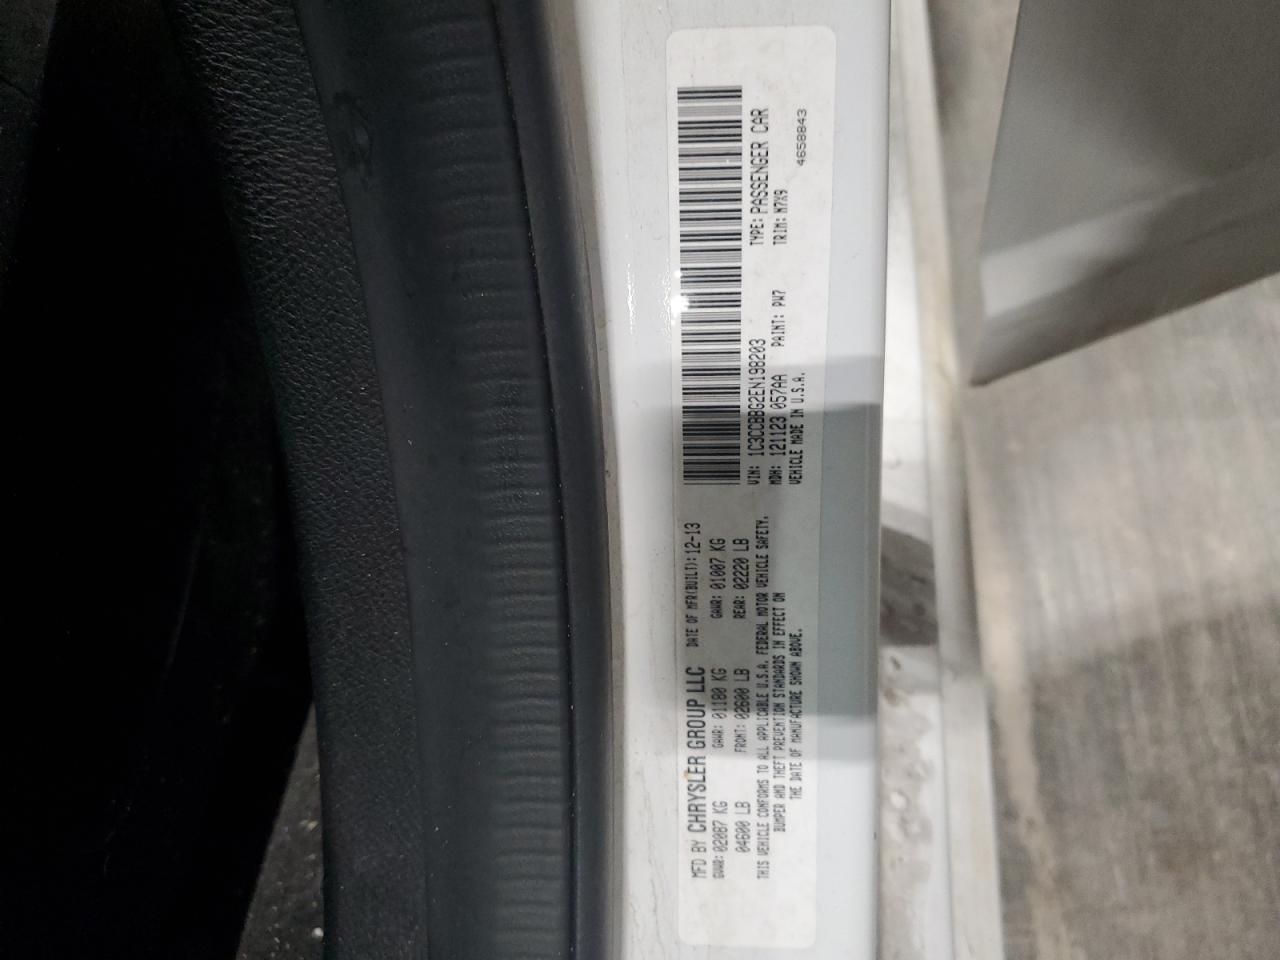 MFD BY CHRYSLER GROUP LLC DATE OF MFR(BUILT): 12-13
GVWR: 02087 KG GAWR: 01180 KG GAWR: 01007 KG
04600 LB FRONT: 02600 LB REAR: 02220 LB
THIS VEHICLE CONFORMS TO ALL APPLICABLE U.S.A. FEDERAL MOTOR VEHICLE SAFETY,
BUMPER AND THEFT PREVENTION STANDARDS IN EFFECT ON
THE DATE OF MANUFACTURE SHOWN ABOVE.
VIN: 1C3CCBBG2EN198203 TYPE: PASSENGER CAR
MDH: 121123 057AA PAINT: PW7 TRIM: M7X9
VEHICLE MADE IN U.S.A.
4658843